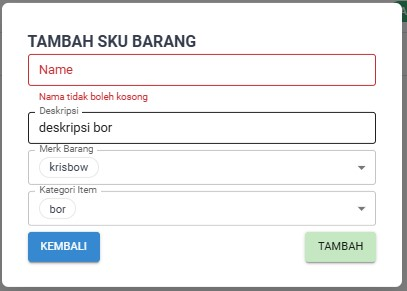 TAMBAH SKU BARANG
Name
Nama tidak boleh kosong
Deskripsi
deskripsi bor
Merk Barang
krisbow
Kategori Item
bor
KEMBALI
TAMBAH